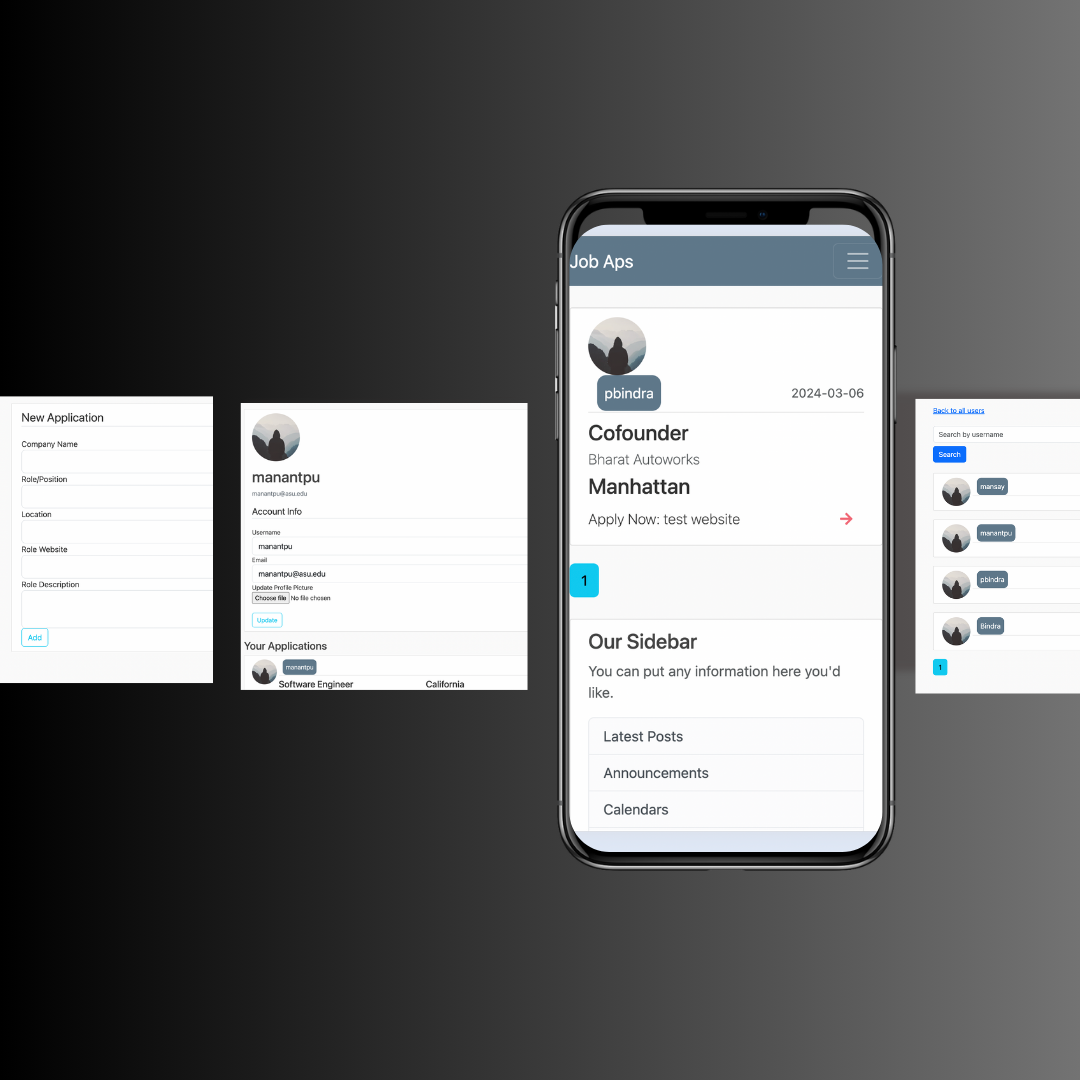 New Application
Company Name
Role/Position
Location
Role Website
Role Description
Add
manantpu
manantpu@asu.edu
Account Info
Username
manantpu
Email
manantpu@asu.edu
Update Profile Picture
Choose file No file chosen
Update
Your Applications
manantpu
Software Engineer California
Job Aps
pbindra 2024-03-06
Cofounder
Bharat Autoworks
Manhattan
Apply Now: test website
1
Our Sidebar
You can put any information here you'd
like.
Latest Posts
Announcements
Calendars
Back to all users
Search by username
Search
mansay
manantpu
pbindra
Bindra
1